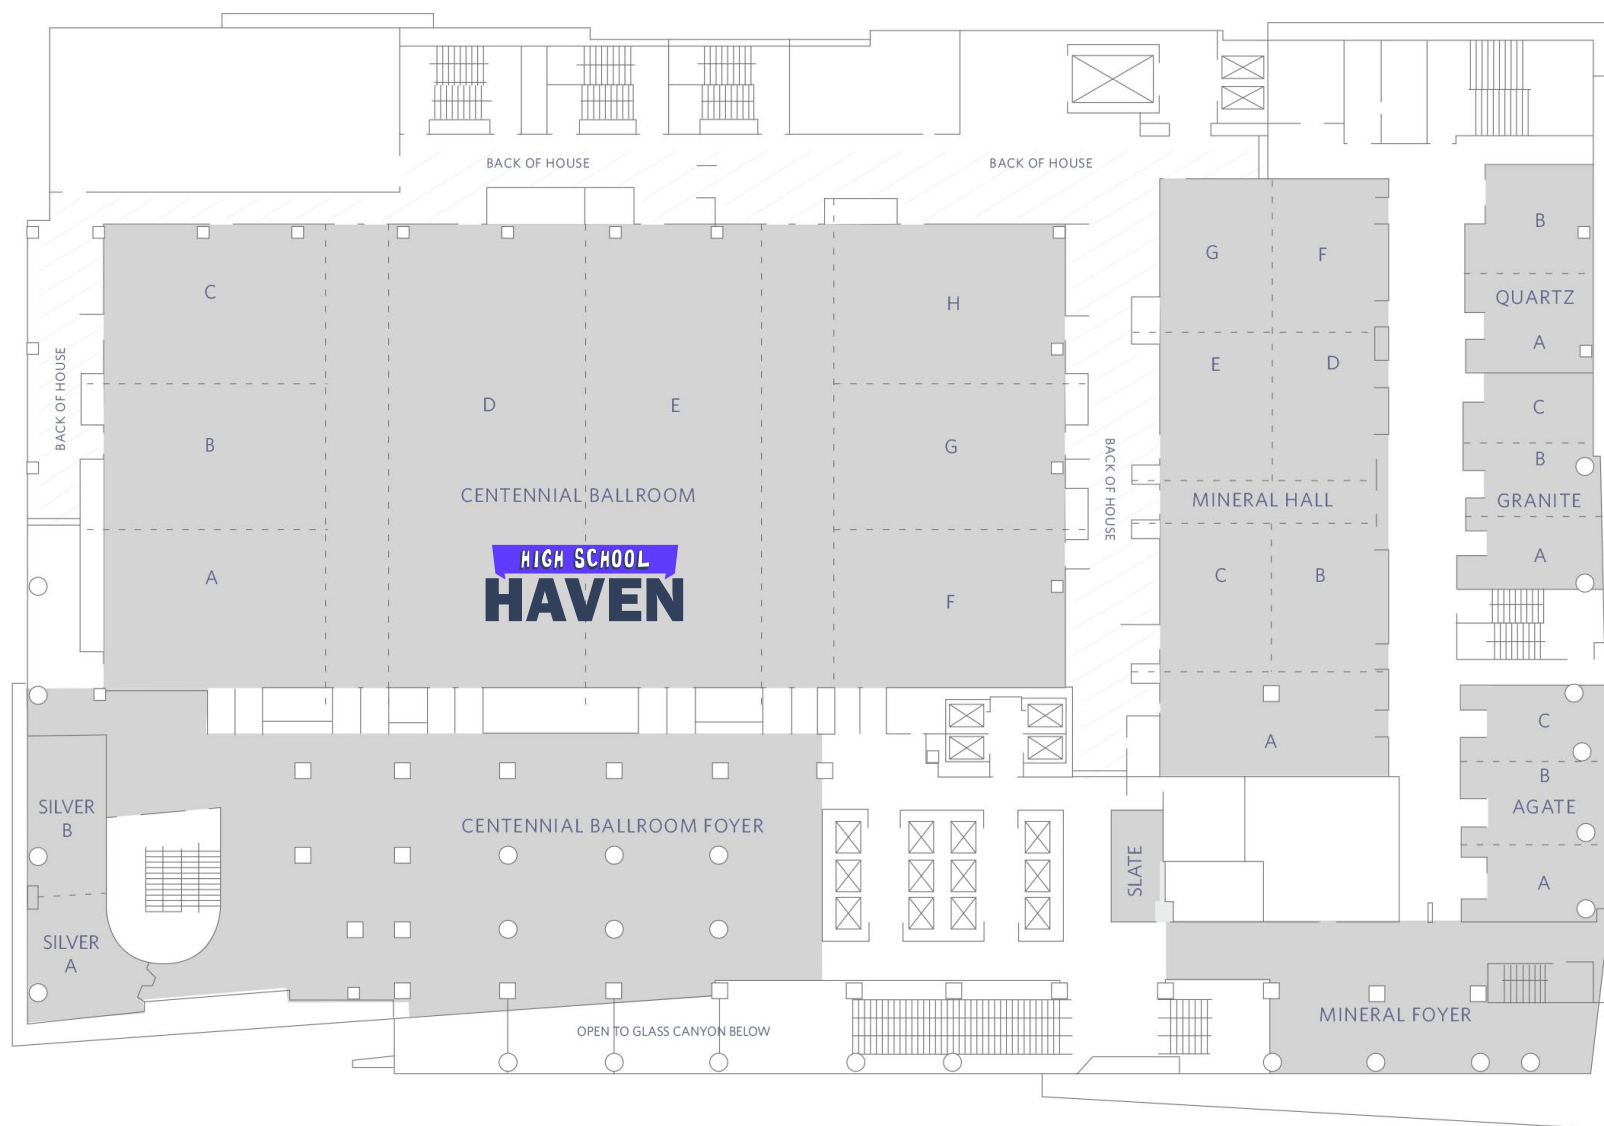 BACK OF HOUSE
BACK OF HOUSE
BACK OF HOUSE
BACK OF HOUSE
C
B
A
D
E
H
G
F
CENTENNIAL BALLROOM
HIGH SCHOOL
HAVEN
G
F
E
D
MINERAL HALL
C
B
A
B
QUARTZ
A
C
B
GRANITE
A
C
B
AGATE
A
SILVER
B
SILVER
A
CENTENNIAL BALLROOM FOYER
SLATE
OPEN TO GLASS CANYON BELOW
MINERAL FOYER